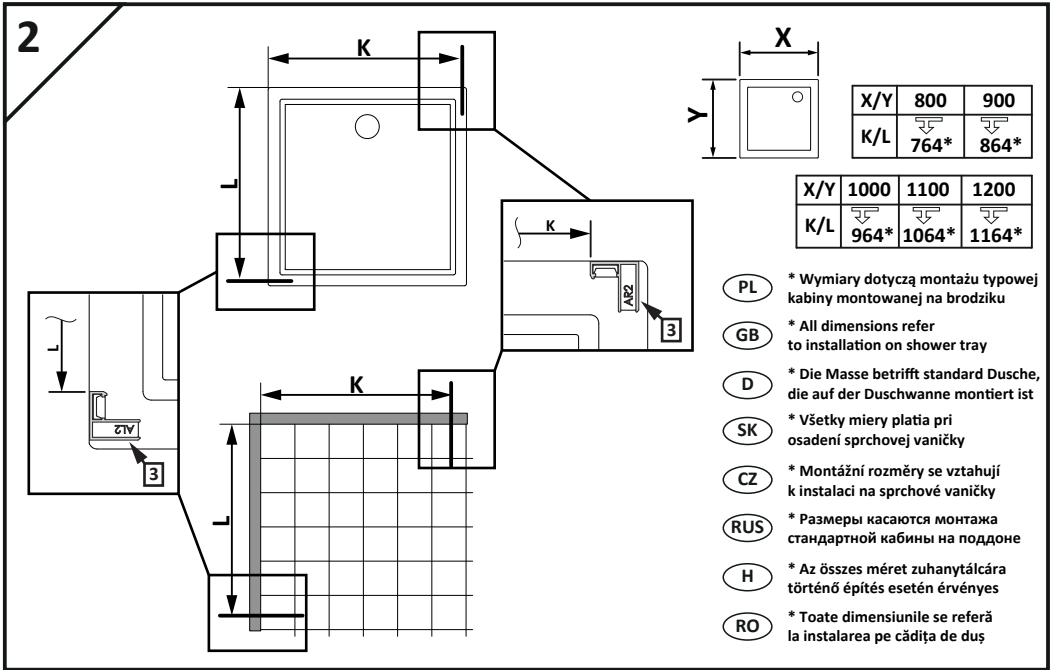 2
K
X
Y
L
X/Y 800 900
K/L 764* 864*
X/Y 1000 1100 1200
K/L 964* 1064* 1164*
K
AR2
3
L
AL2
3
K
L
PL * Wymiary dotyczą montażu typowej
kabiny montowanej na brodziku
GB * All dimensions refer
to installation on shower tray
D * Die Masse betrifft standard Dusche,
die auf der Duschwanne montiert ist
SK * Všetky miery platia pri
osadení sprchovej vaničky
CZ * Montážní rozměry se vztahují
k instalaci na sprchové vaničky
RUS * Размеры касаются монтажа
стандартной кабины на поддоне
H * Az összes méret zuhanytálcára
történő építés esetén érvényes
RO * Toate dimensiunile se referă
la instalarea pe cădița de duș